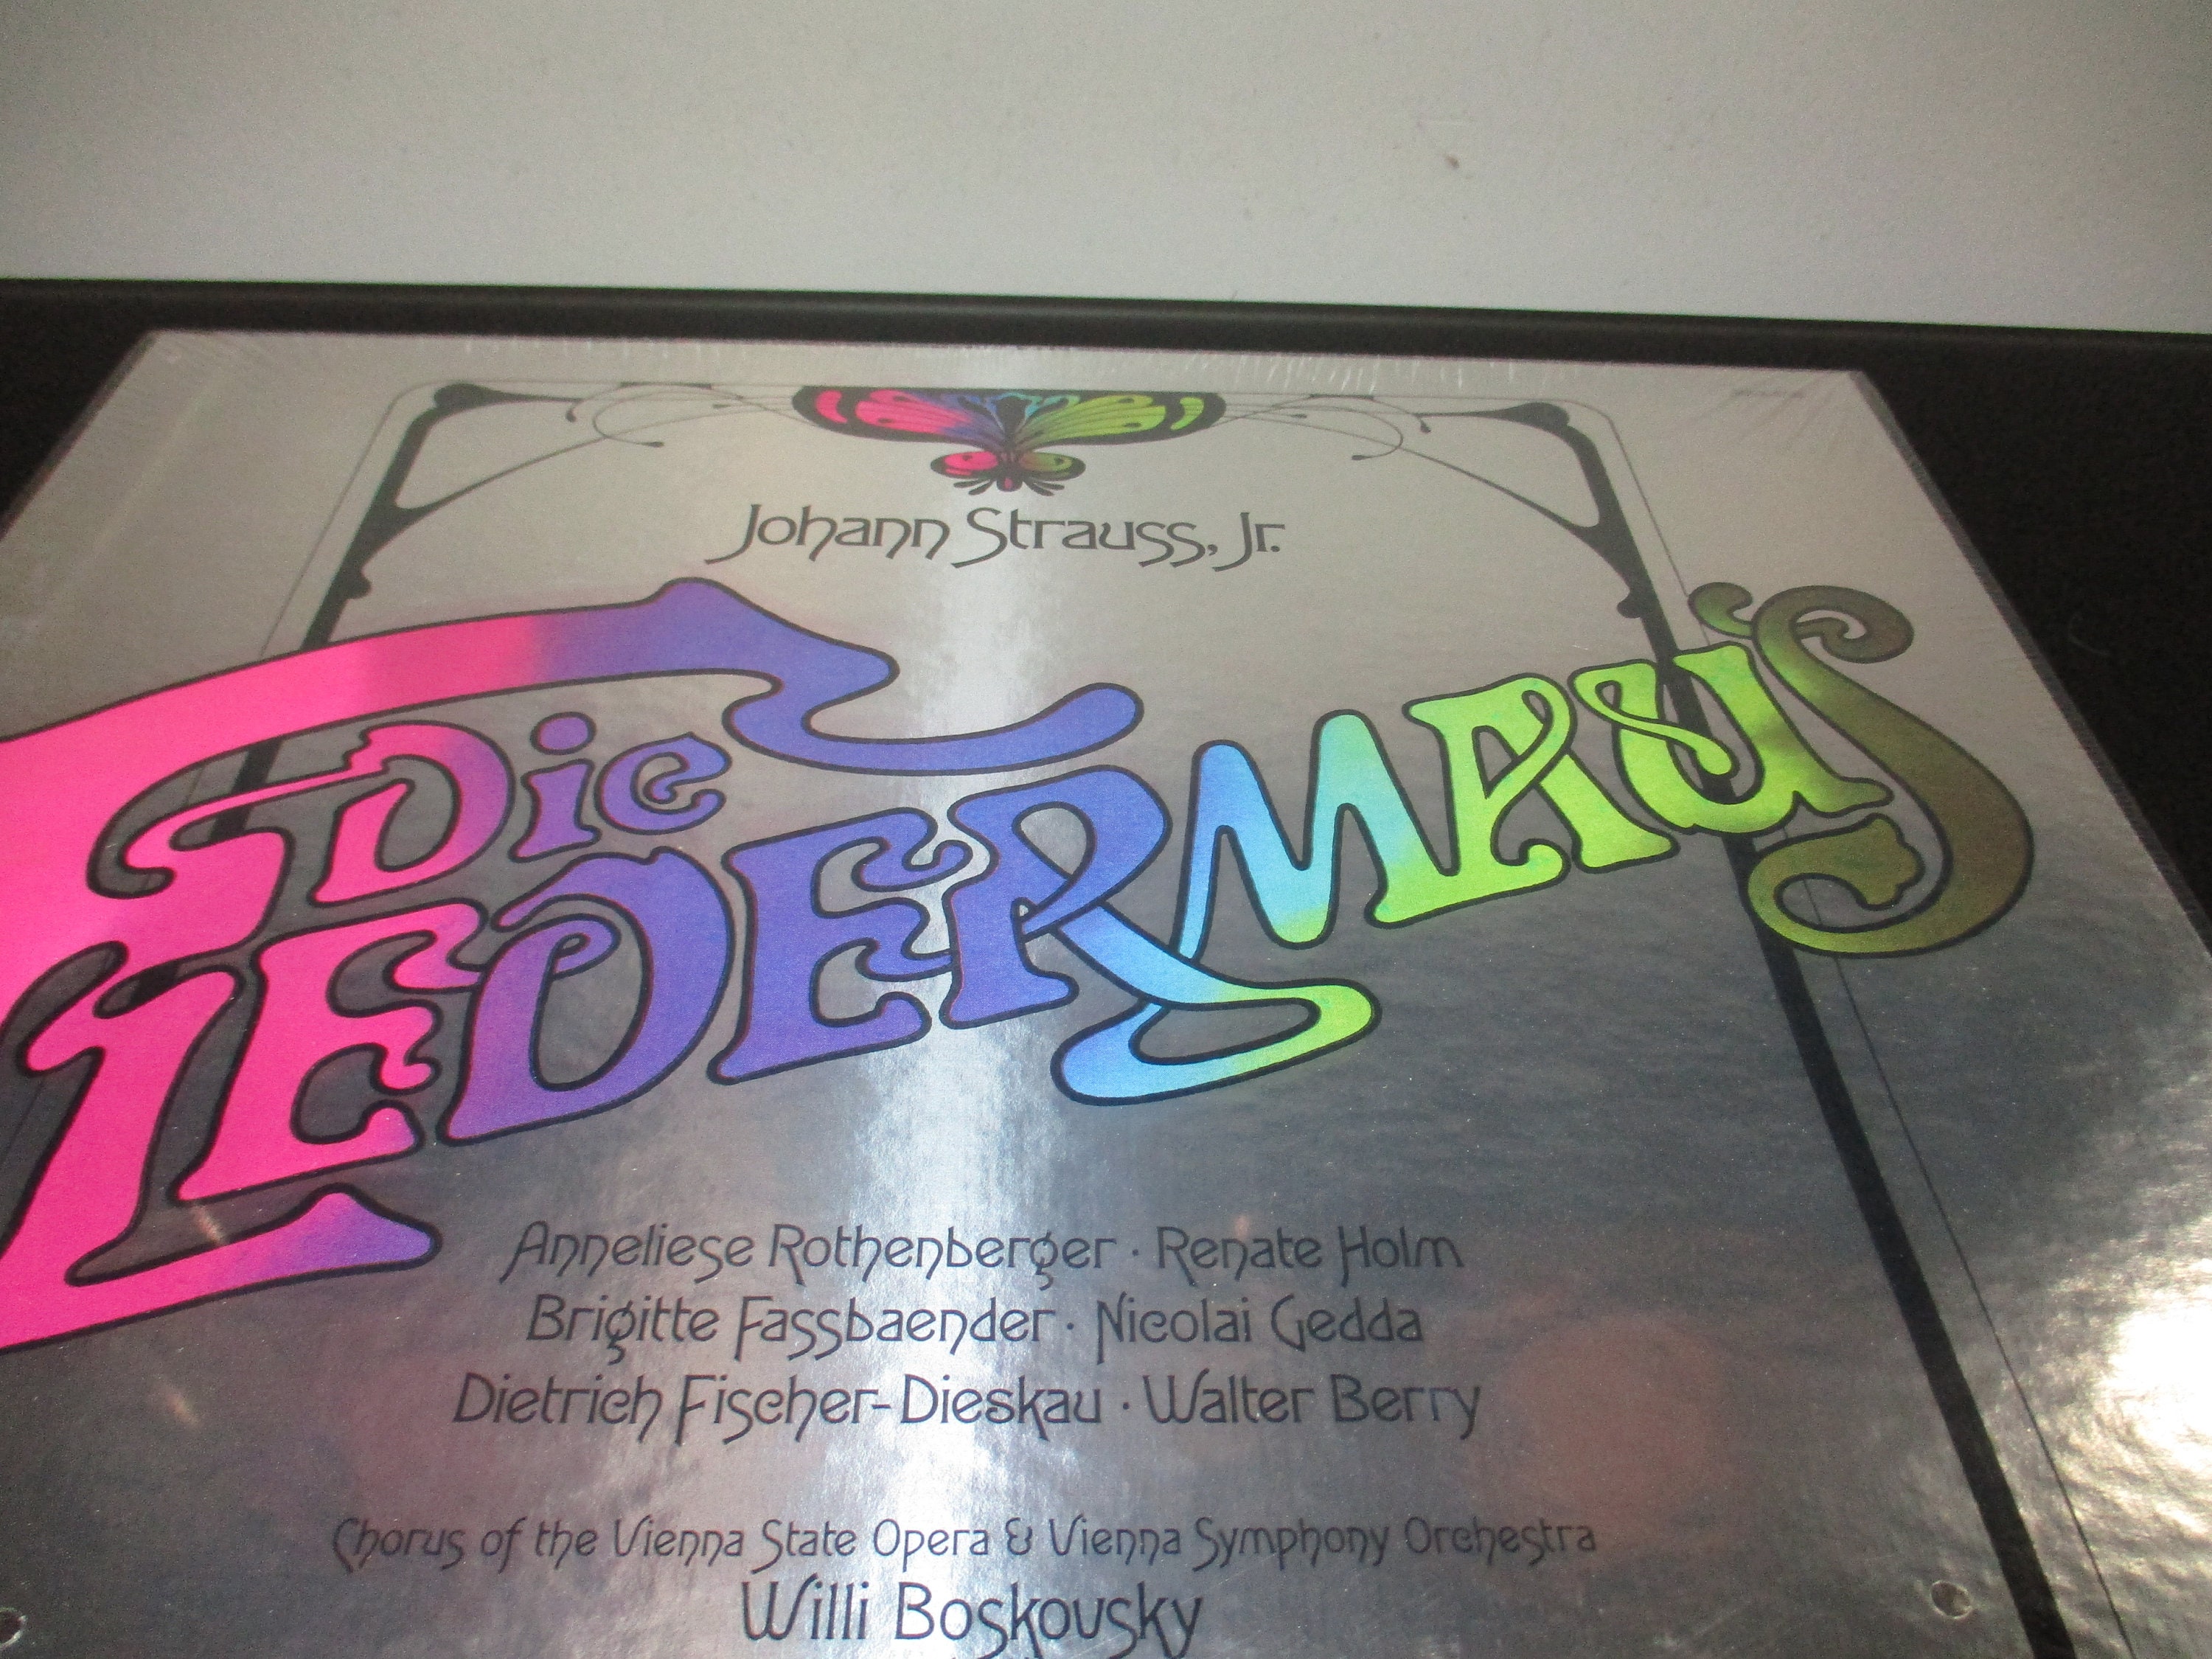 Johann Strauss, Jr.
Die
LEDERMAUS
Anneliese Rothenberger · Renate Holm
Brigitte Fassbaender · Nicolai Gedda
Dietrich Fischer-Dieskau · Walter Berry
Chorus of the Vienna State Opera & Vienna Symphony Orchestra
Willi Boskovsky